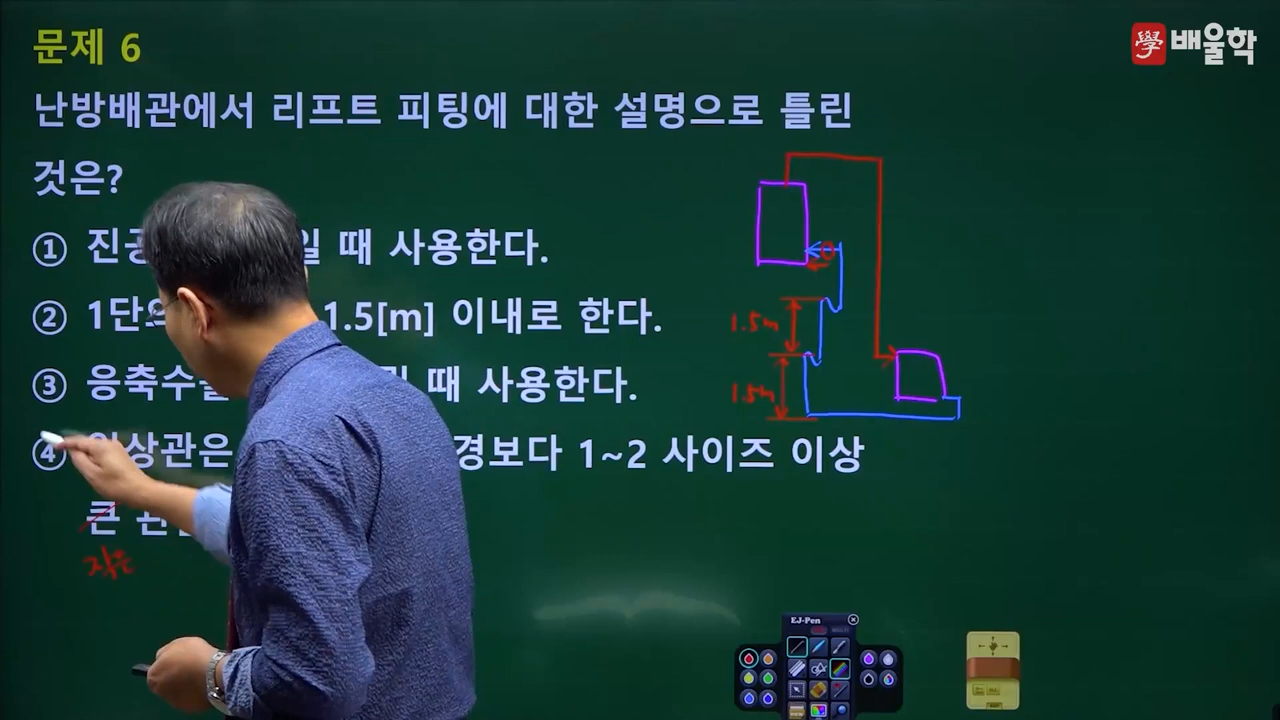 문제 6
學 배울학
난방배관에서 리프트 피팅에 대한 설명으로 틀린
것은?
① 진공 일 때 사용한다.
② 1단의 1.5[m] 이내로 한다.
③ 응축수를 때 사용한다.
④ 상관은 경보다 1~2 사이즈 이상
큰 관
작은
1.5m
1.5m
EJ-Pen